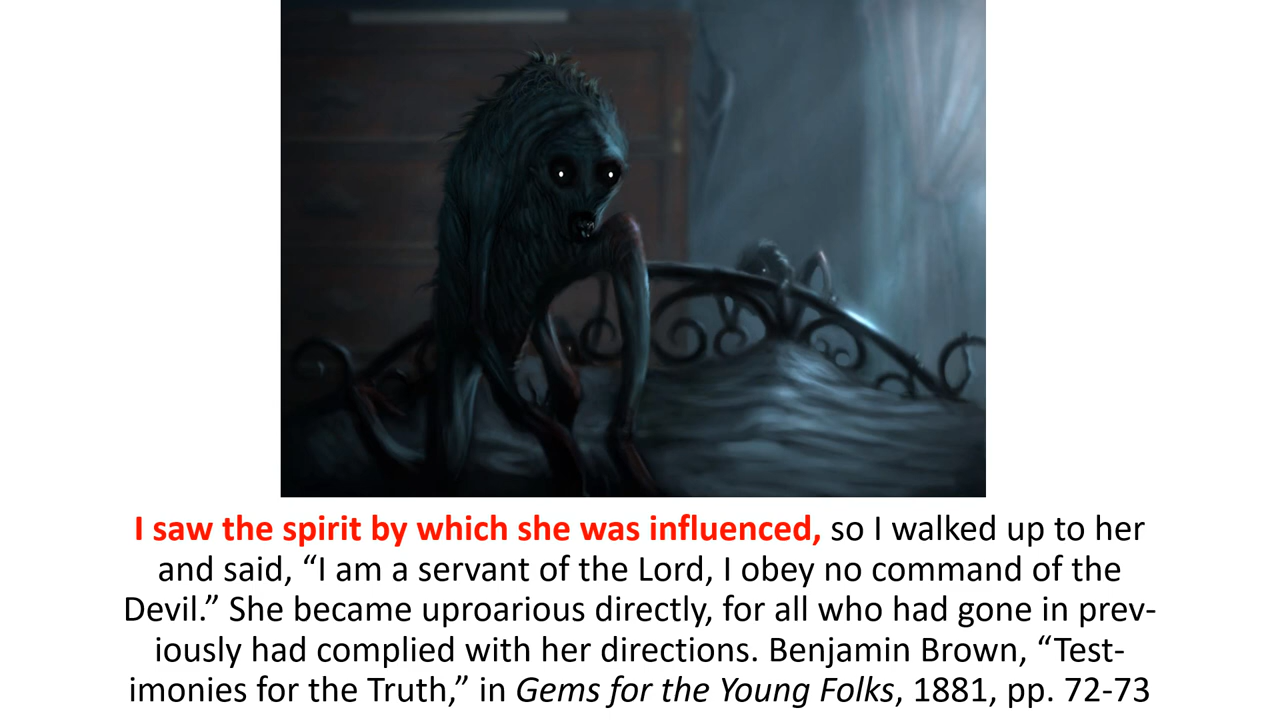 I saw the spirit by which she was influenced, so I walked up to her
and said, “I am a servant of the Lord, I obey no command of the
Devil.” She became uproarious directly, for all who had gone in prev-
iously had complied with her directions. Benjamin Brown, “Test-
imonies for the Truth,” in Gems for the Young Folks, 1881, pp. 72-73